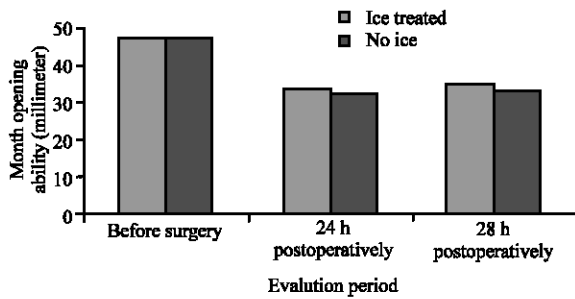 Ice treated
No ice
Month opening
ability (millimeter)
50
40
30
20
10
0
Before surgery
24 h
postoperatively
28 h
postoperatively
Evalution period